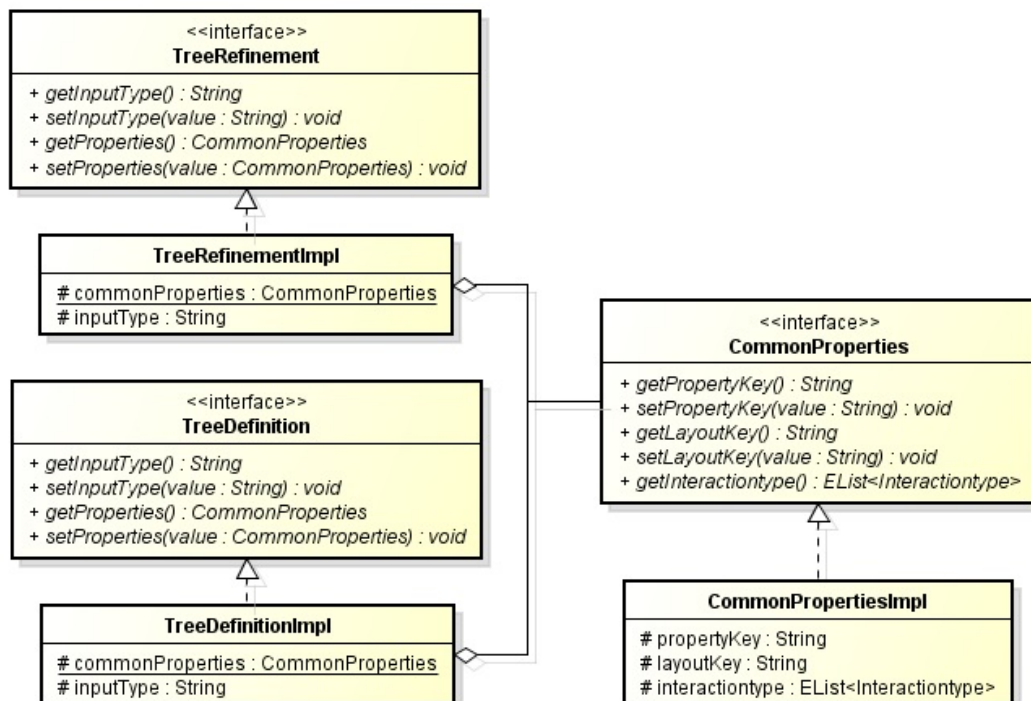 <<interface>>
TreeRefinement
+ getInputType() : String
+ setInputType(value : String) : void
+ getProperties() : CommonProperties
+ setProperties(value : CommonProperties) : void
TreeRefinementImpl
# commonProperties : CommonProperties
# inputType : String
<<interface>>
TreeDefinition
+ getInputType() : String
+ setInputType(value : String) : void
+ getProperties() : CommonProperties
+ setProperties(value : CommonProperties) : void
TreeDefinitionImpl
# commonProperties : CommonProperties
# inputType : String
<<interface>>
CommonProperties
+ getPropertyKey() : String
+ setPropertyKey(value : String) : void
+ getLayoutKey() : String
+ setLayoutKey(value : String) : void
+ getInteractiontype() : EList<Interactiontype>
CommonPropertiesImpl
# propertyKey : String
# layoutKey : String
# interactiontype : EList<Interactiontype>